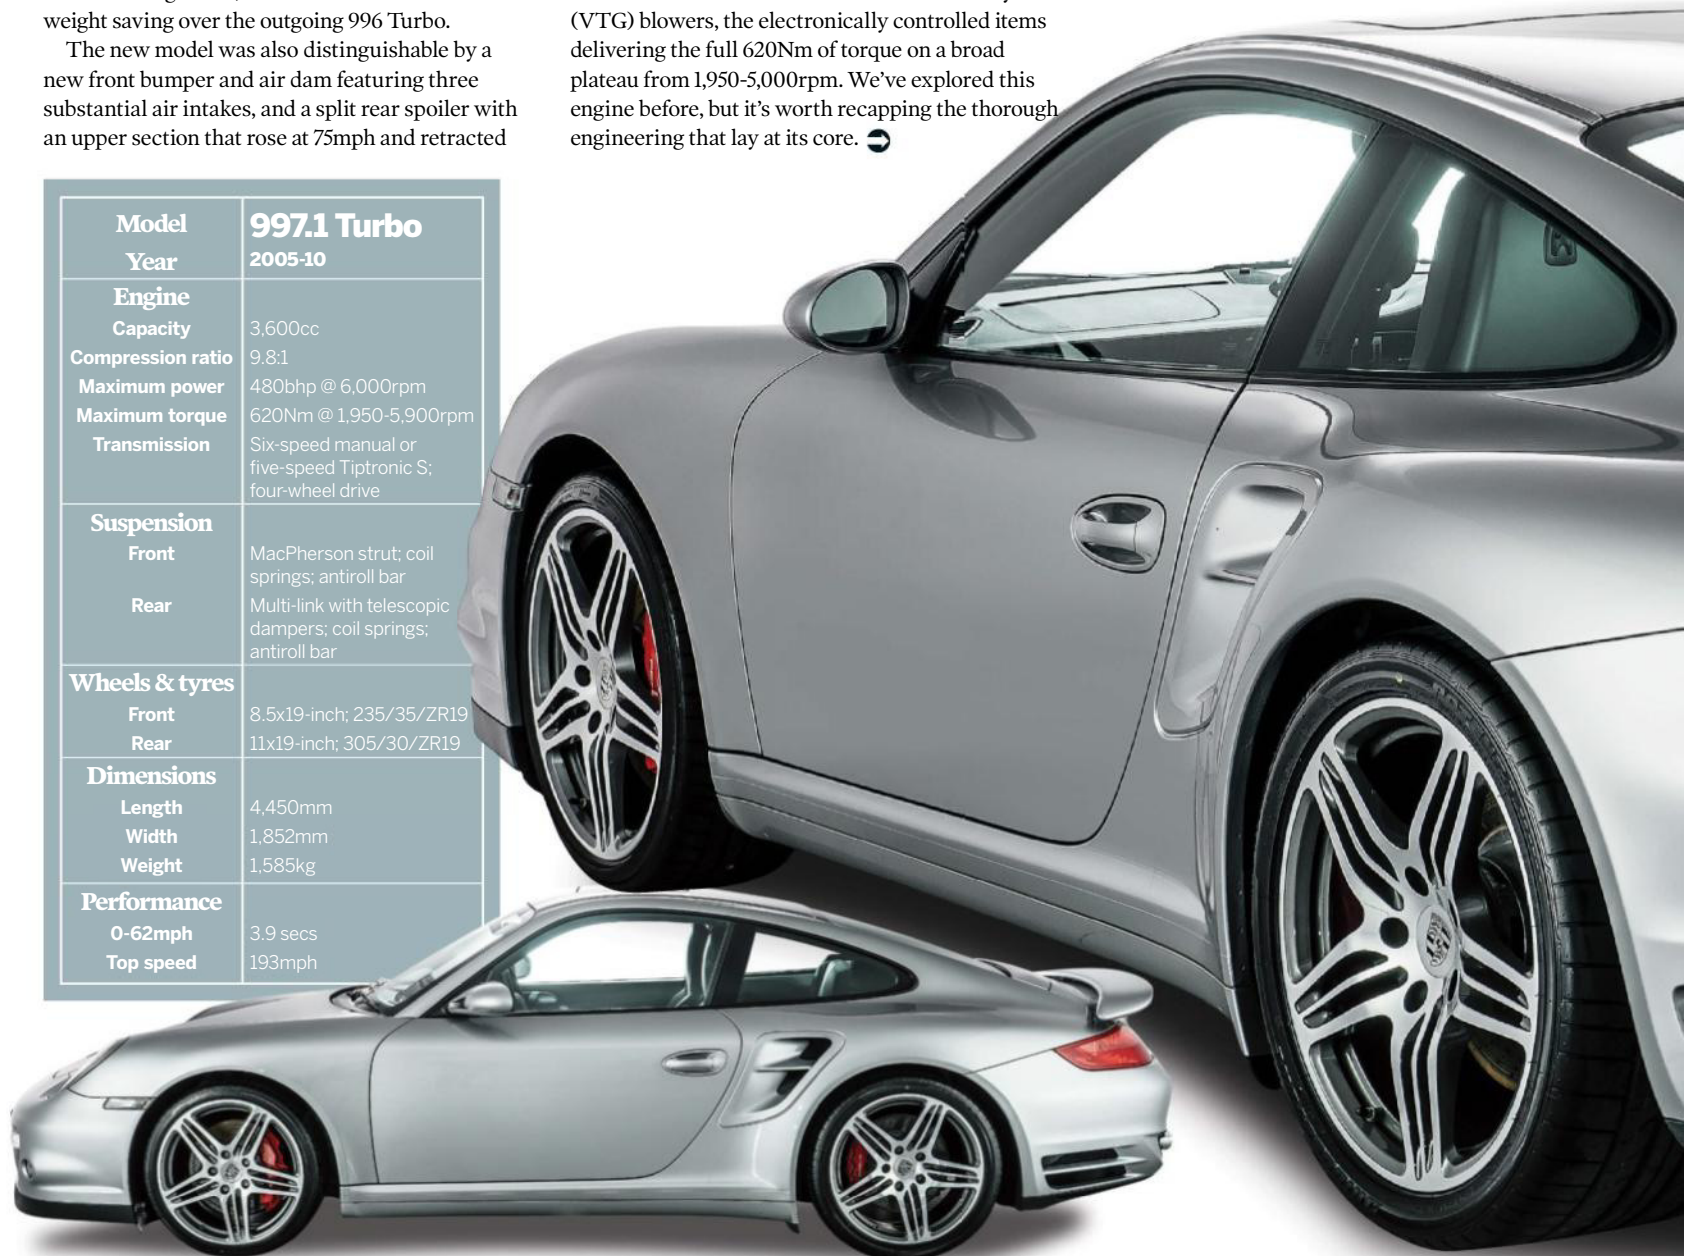 weight saving over the outgoing 996 Turbo.
The new model was also distinguishable by a
new front bumper and air dam featuring three
substantial air intakes, and a split rear spoiler with
an upper section that rose at 75mph and retracted
(VTG) blowers, the electronically controlled items
delivering the full 620Nm of torque on a broad
plateau from 1,950-5,000rpm. We’ve explored this
engine before, but it’s worth recapping the thorough
engineering that lay at its core.
Model 997.1 Turbo
Year 2005-10
Engine
Capacity 3,600cc
Compression ratio 9.8:1
Maximum power 480bhp @ 6,000rpm
Maximum torque 620Nm @ 1,950-5,900rpm
Transmission Six-speed manual or
five-speed Tiptronic S;
four-wheel drive
Suspension
Front MacPherson strut; coil
springs; antiroll bar
Rear Multi-link with telescopic
dampers; coil springs;
antiroll bar
Wheels & tyres
Front 8.5x19-inch; 235/35/ZR19
Rear 11x19-inch; 305/30/ZR19
Dimensions
Length 4,450mm
Width 1,852mm
Weight 1,585kg
Performance
0-62mph 3.9 secs
Top speed 193mph